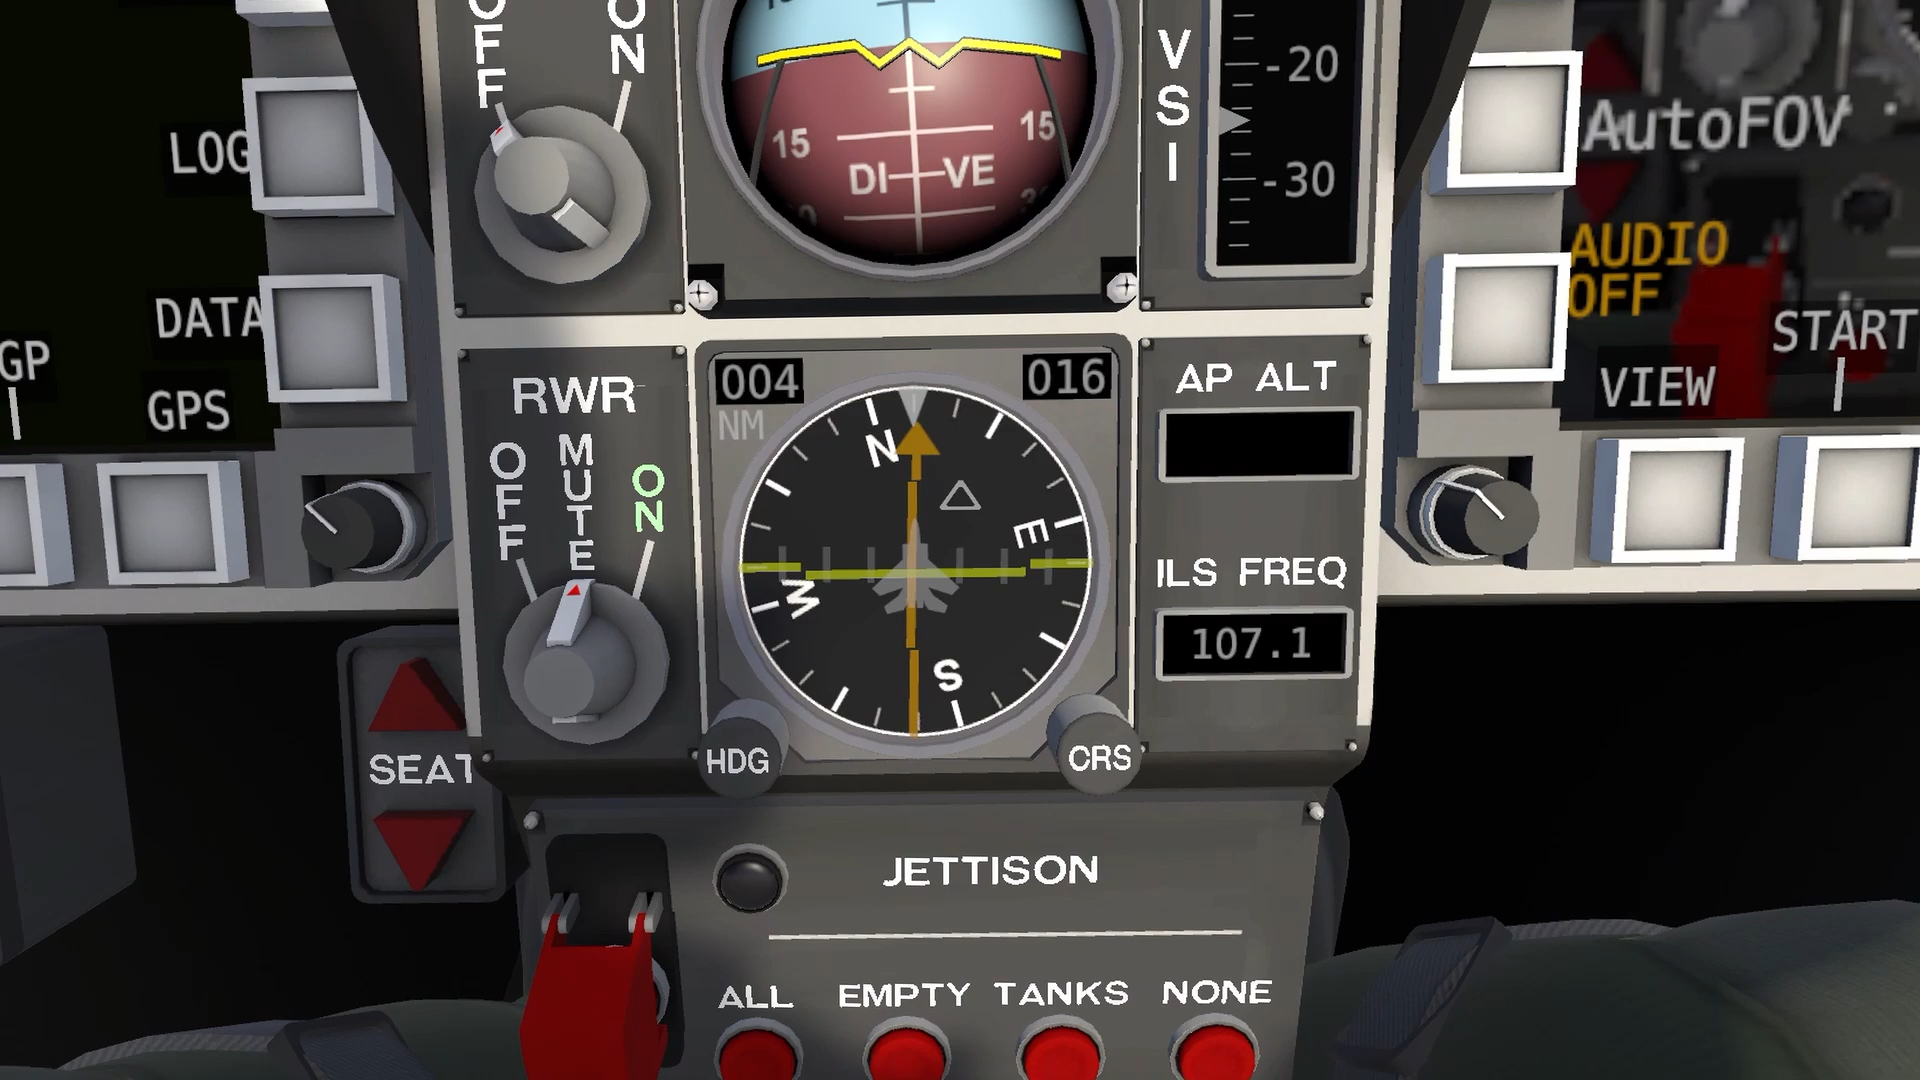 OFF
ON
VSI
-20
-30
15
15
DI VE
LOG
DATA
GP
GPS
AutoFOV
AUDIO
OFF
START
VIEW
RWR
OFF
MUTE
ON
004
NM
016
N
E
S
W
HDG
CRS
AP ALT
ILS FREQ
107.1
SEAT
JETTISON
ALL
EMPTY
TANKS
NONE